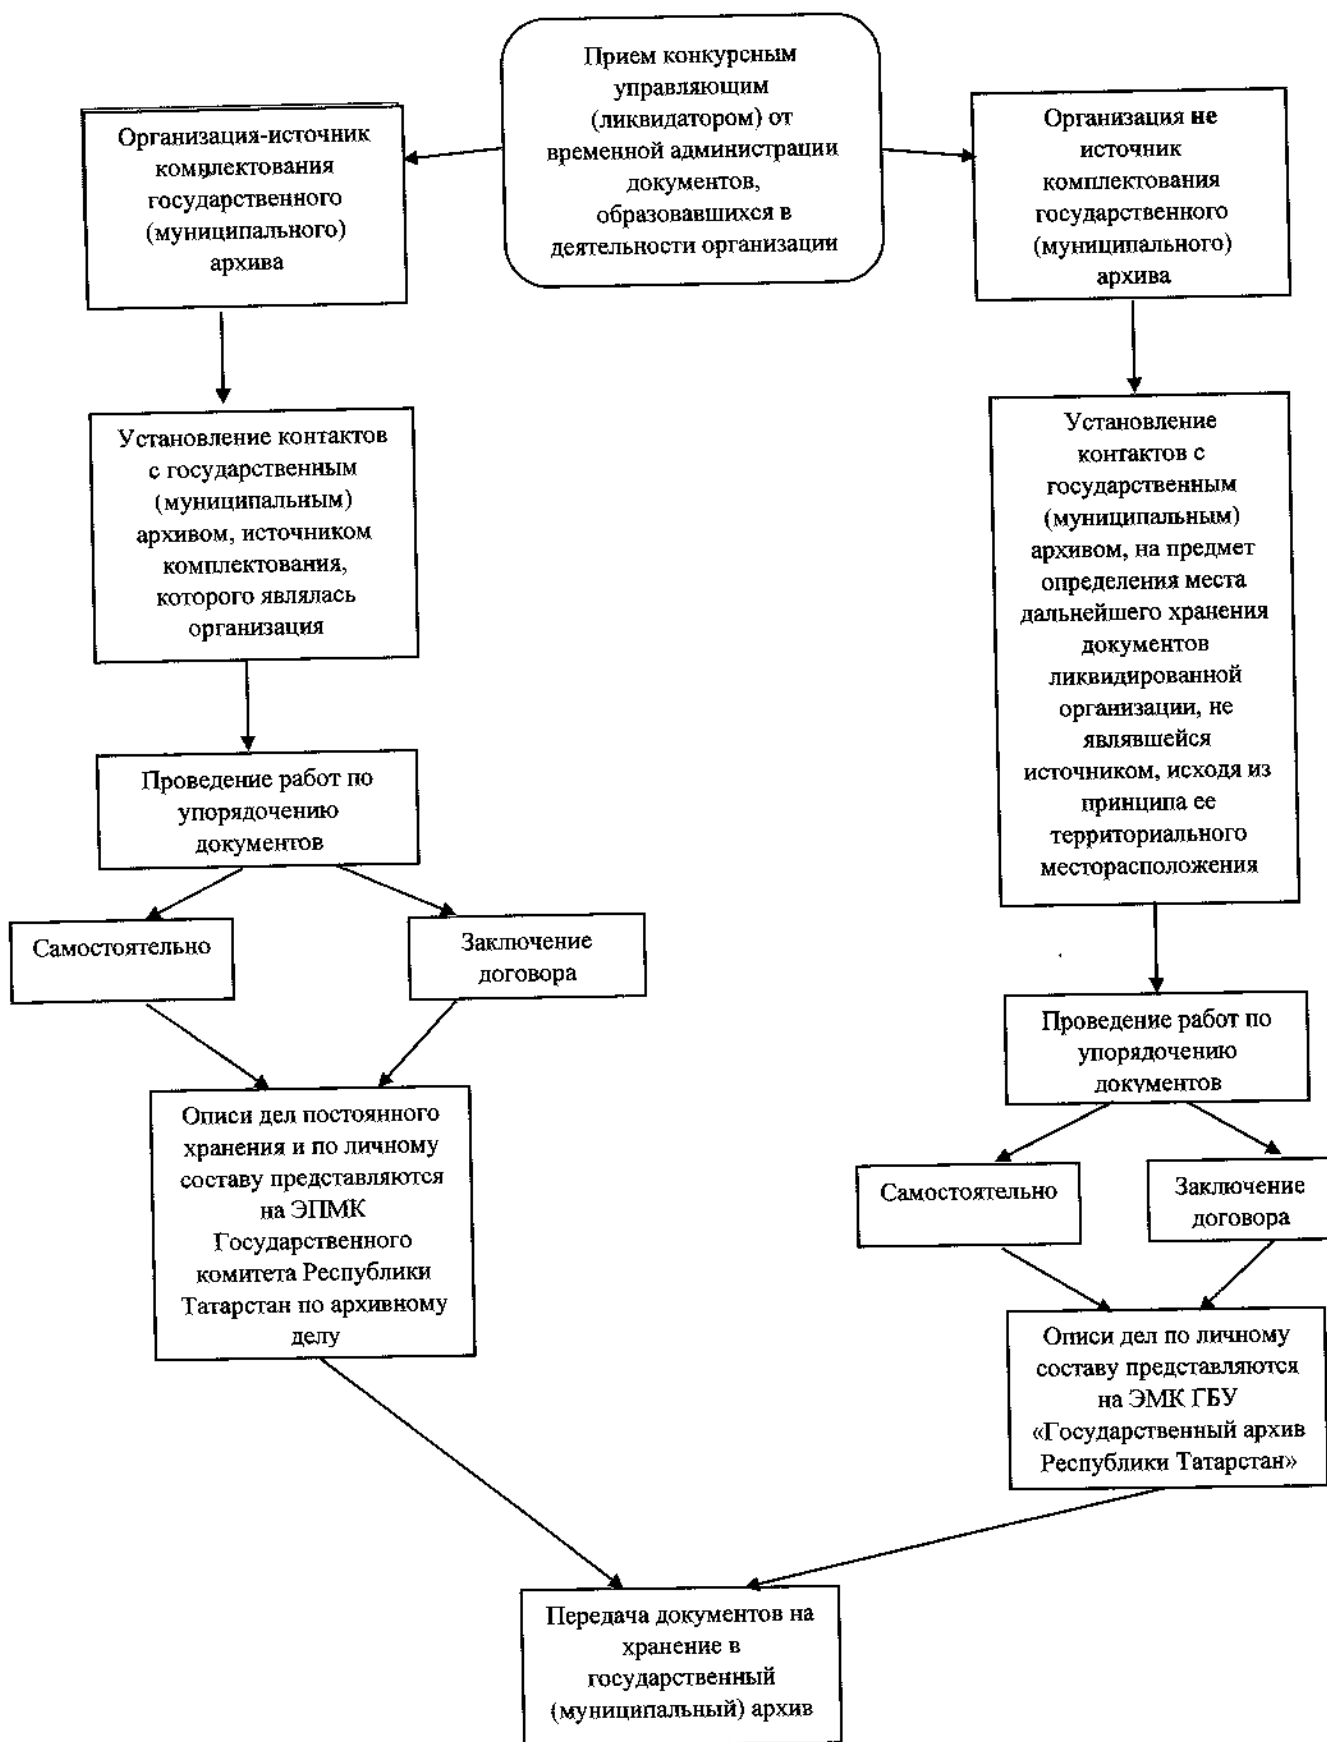 Прием конкурсным
управляющим
(ликвидатором) от
временной администрации
документов,
образовавшихся в
деятельности организации
Организация-источник
комплектования
государственного
(муниципального)
архива
Организация не
источник
комплектования
государственного
(муниципального)
архива
Установление контактов
с государственным
(муниципальным)
архивом, источником
комплектования,
которого являлась
организация
Установление
контактов с
государственным
(муниципальным)
архивом, на предмет
определения места
дальнейшего хранения
документов
ликвидированной
организации, не
являвшейся
источником, исходя из
принципа ее
территориального
месторасположения
Проведение работ по
упорядочению
документов
Самостоятельно
Заключение
договора
Проведение работ по
упорядочению
документов
Самостоятельно
Заключение
договора
Описи дел постоянного
хранения и по личному
составу представляются
на ЭПМК
Государственного
комитета Республики
Татарстан по архивному
делу
Описи дел по личному
составу представляются
на ЭМК ГБУ
«Государственный архив
Республики Татарстан»
Передача документов на
хранение в
государственный
(муниципальный) архив